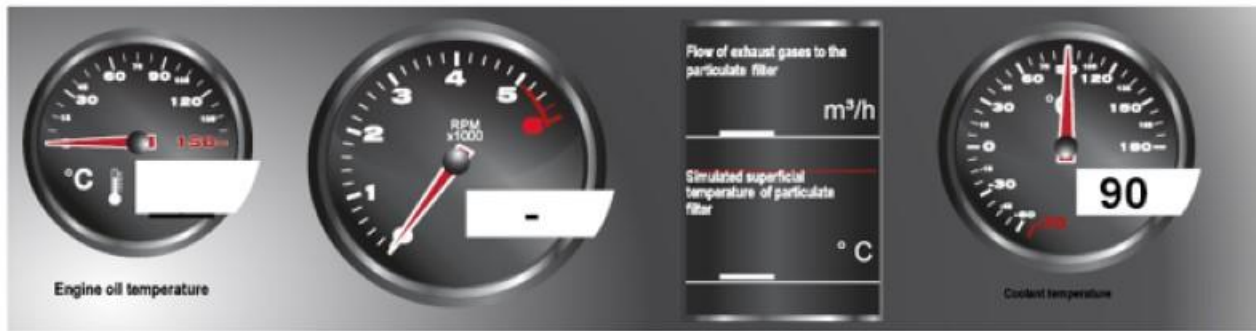 30
60
90
120
150
°C
Engine oil temperature
0
1
2
3
4
5
RPM
x1000
-
Flow of exhaust gases to the
particulate filter
m³/h
Simulated superficial
temperature of particulate
filter
° C
-60
-30
0
30
60
90
120
150
180
°
90
Coolant temperature